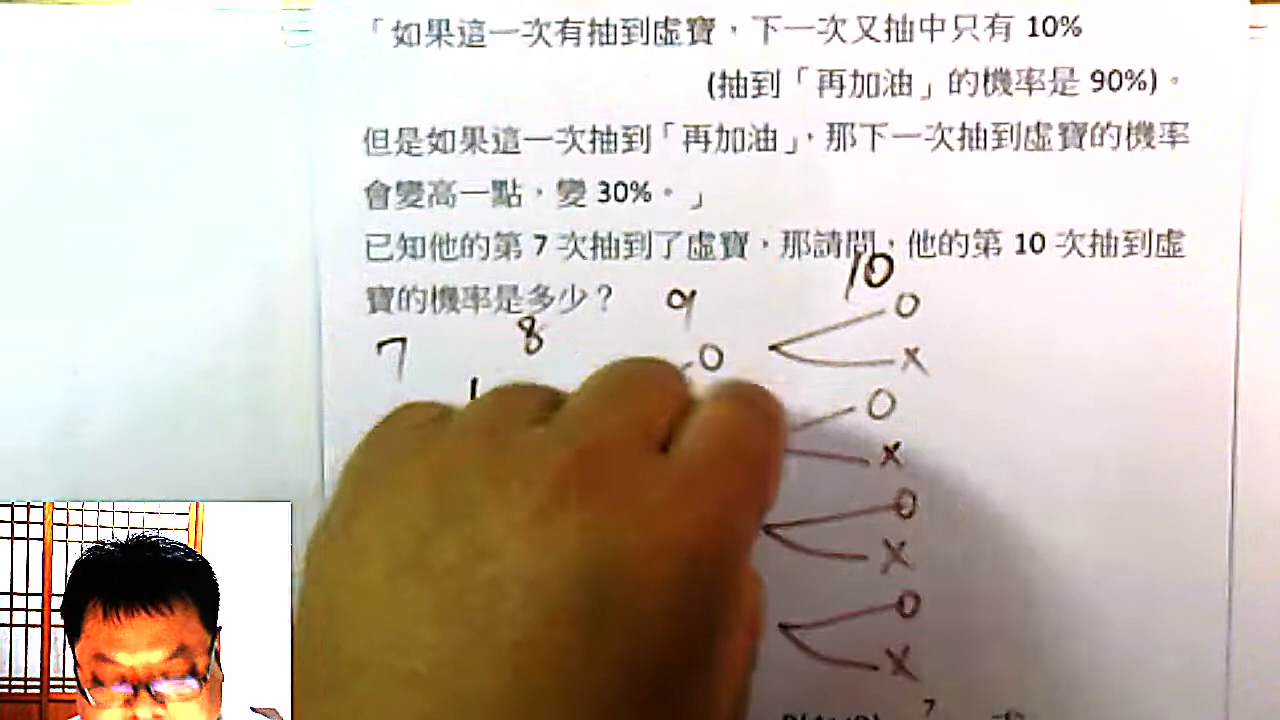 「如果這一次有抽到虛寶，下一次又抽中只有 10%
(抽到「再加油」的機率是 90%)。
但是如果這一次抽到「再加油」，那下一次抽到虛寶的機率
會變高一點，變 30%。」
已知他的第 7 次抽到了虛寶，那請問，他的第 10 次抽到虛
寶的機率是多少？
7 8 9 10
O O
X
O
X
O
X
O
X
7